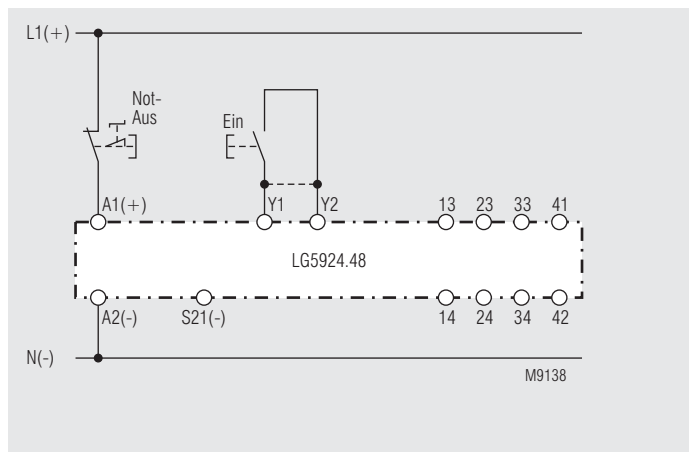 L1(+)
Not-
Aus
Ein
A1(+)
Y1
Y2
13
23
33
41
LG5924.48
A2(-)
S21(-)
14
24
34
42
N(-)
M9138